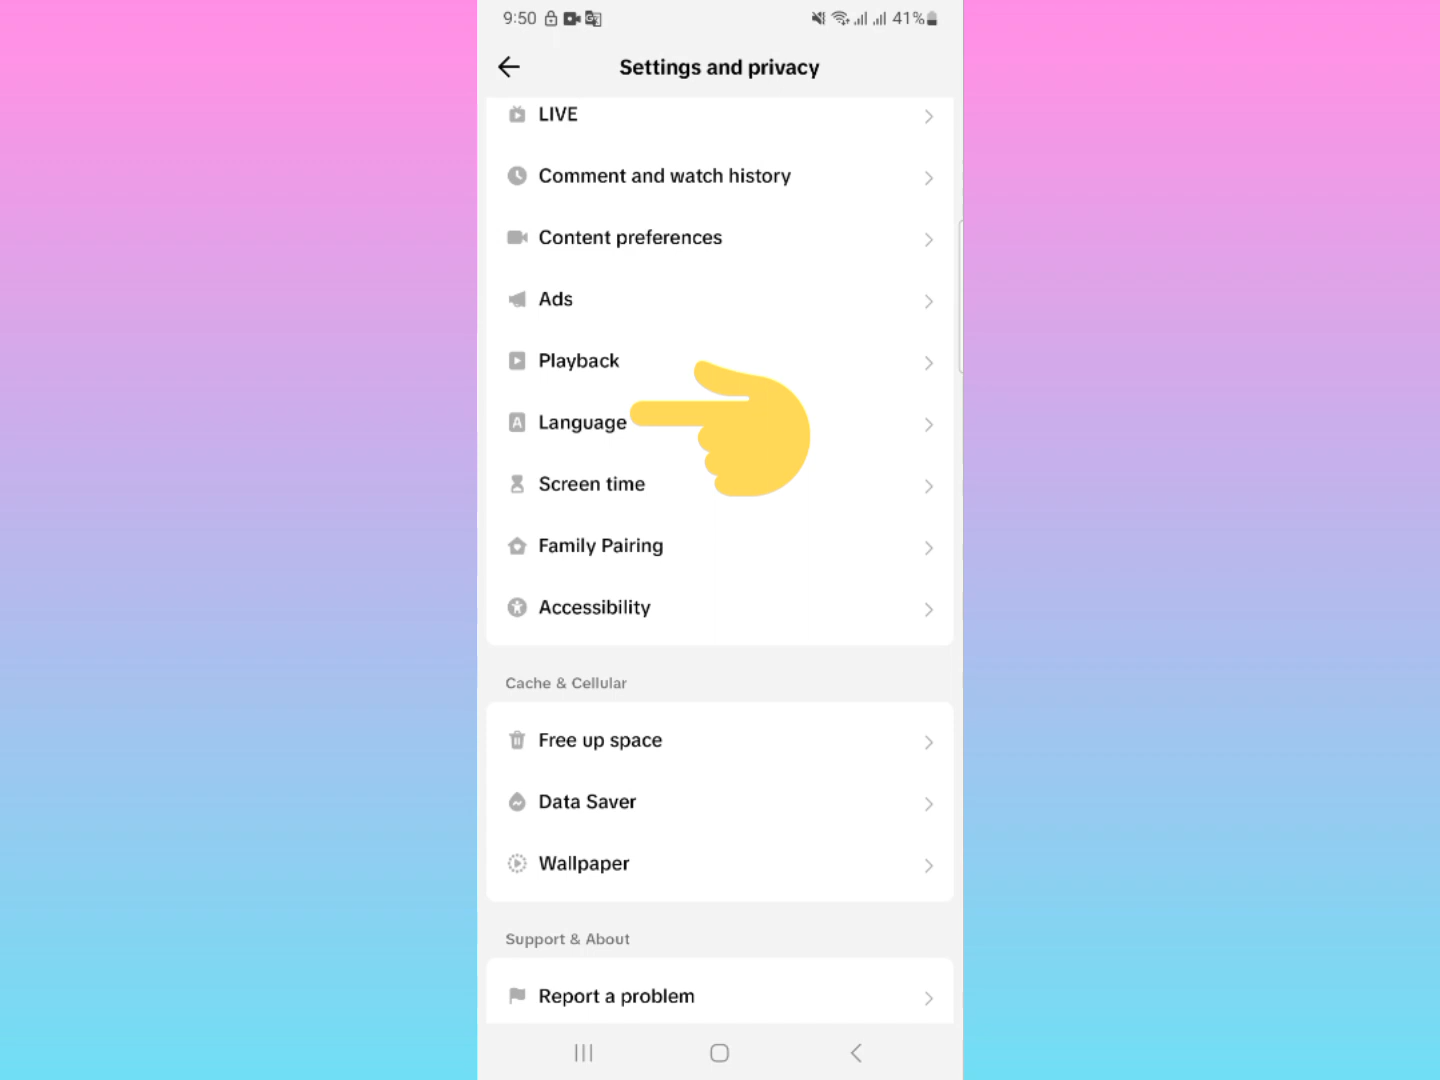 9:50 41%
Settings and privacy
LIVE
Comment and watch history
Content preferences
Ads
Playback
A Language
Screen time
Family Pairing
Accessibility
Cache & Cellular
Free up space
Data Saver
Wallpaper
Support & About
Report a problem